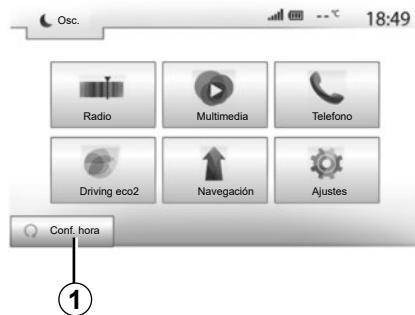 Osc.
--°C 18:49
Radio Multimedia Telefono
Driving eco2 Navegación Ajustes
Conf. hora
1